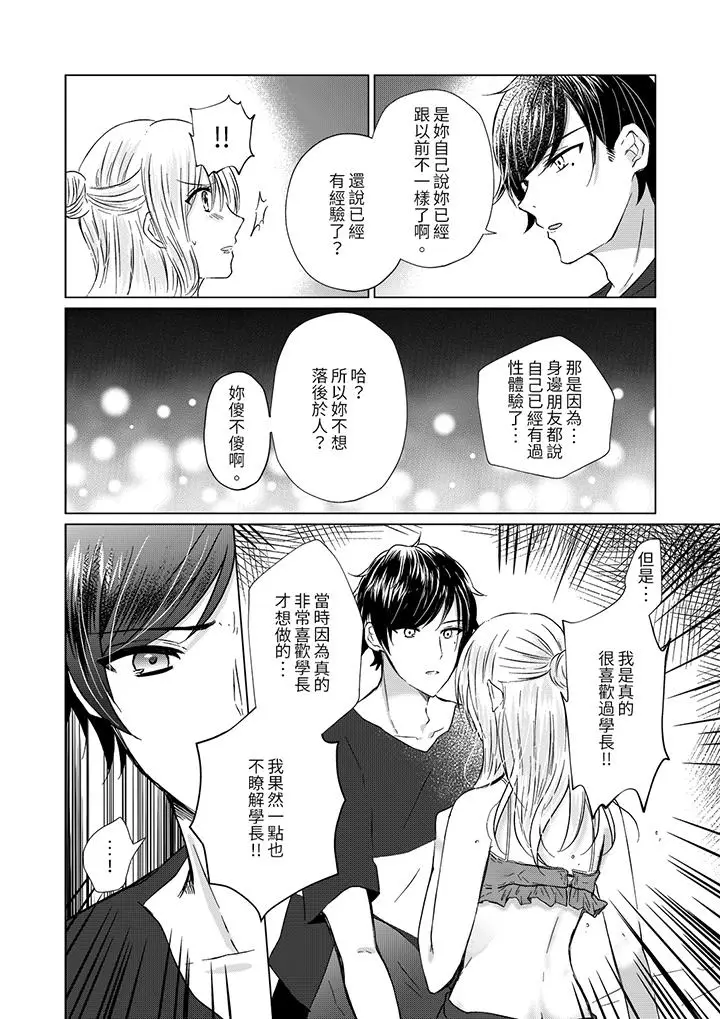 是妳自己說妳已經
跟以前不一樣了啊。
還說已經
有經驗了？
!!
那是因為…
身邊朋友都說
自己已經有過
性體驗了…
哈？
所以妳不想
落後於人？
妳傻不傻啊。
但是…
我是真的
很喜歡過學長!!
當時因為真的
非常喜歡學長
才想做的…
我果然一點也
不瞭解學長!!
…!